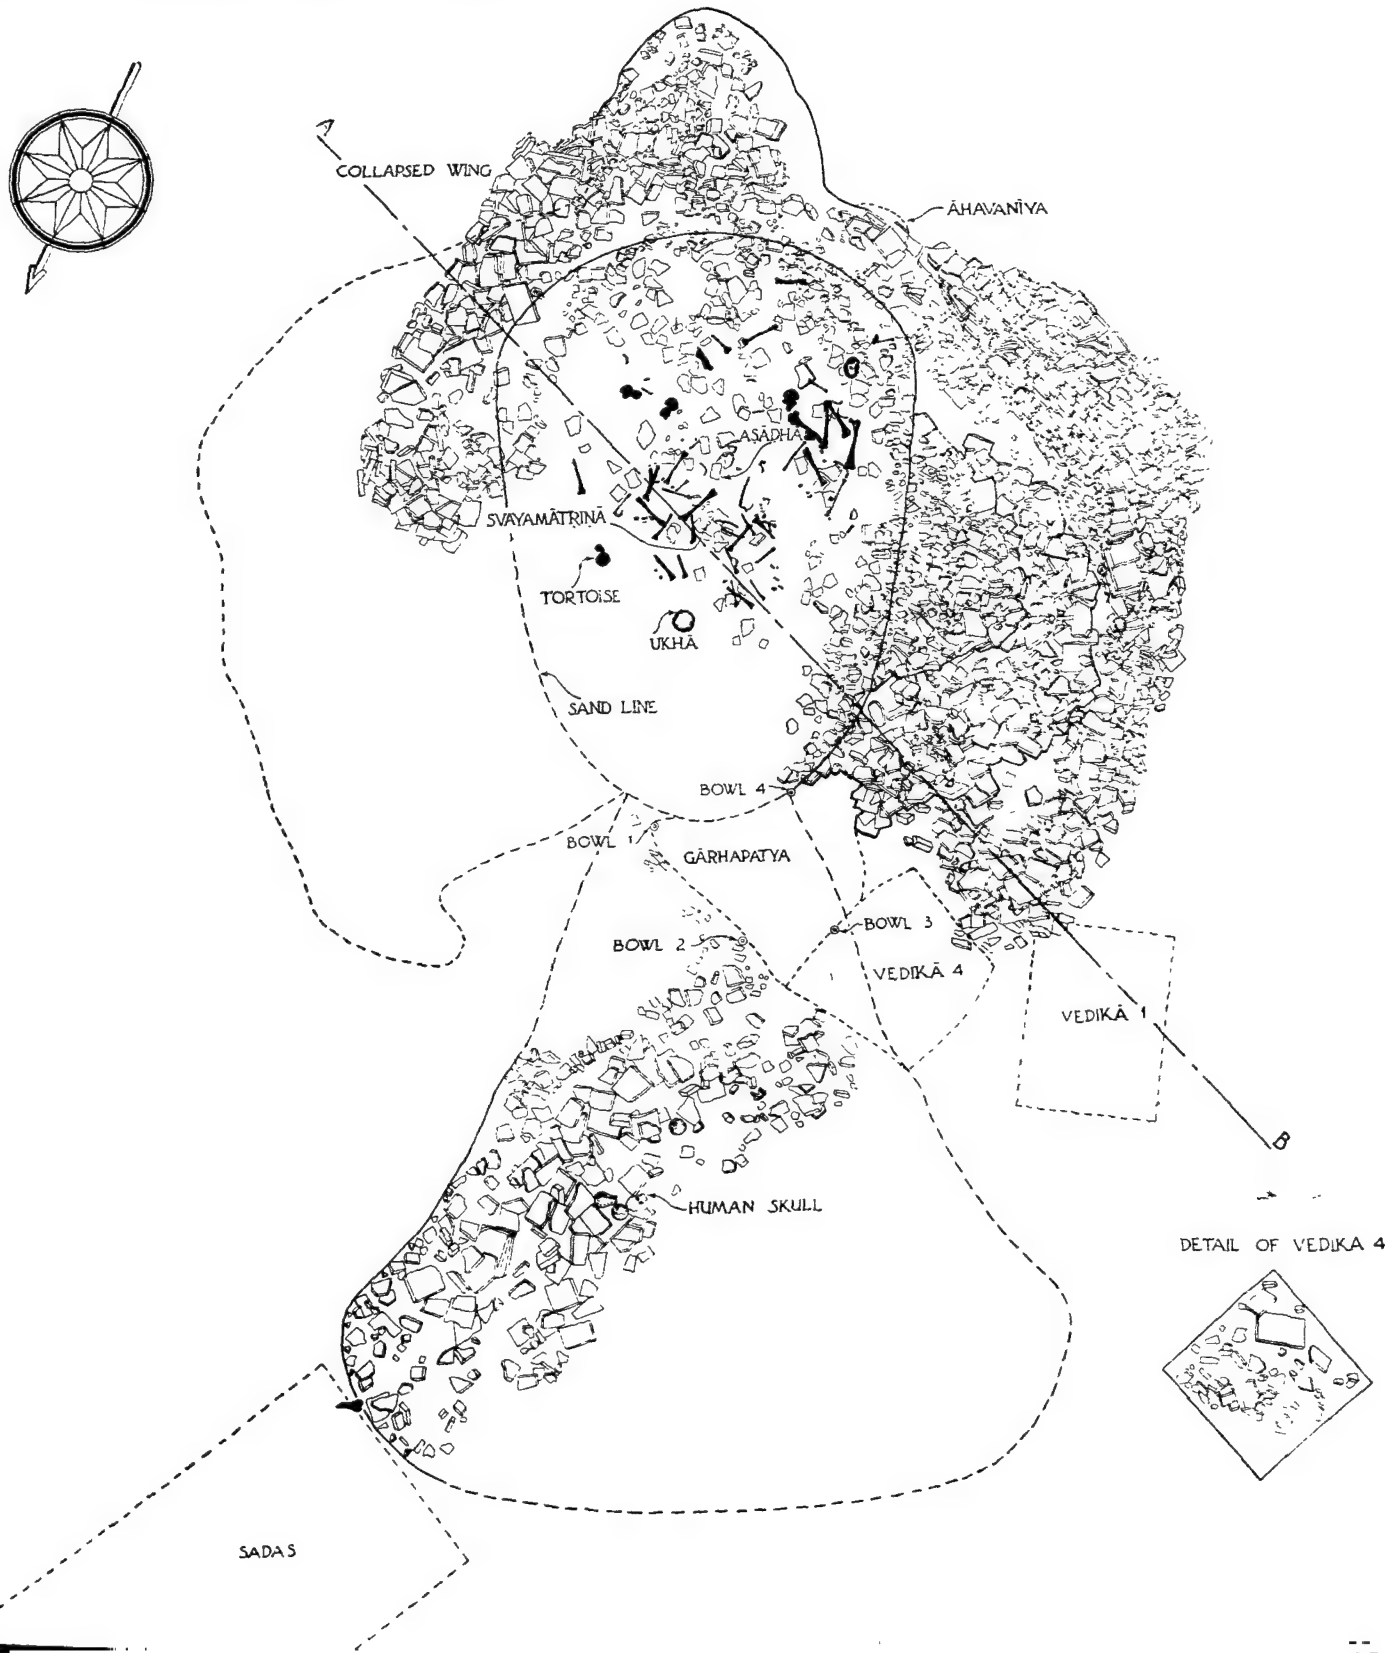 A
COLLAPSED WING
ĀHAVANĪYA
ASĀDHĀ
SVAYAMĀTRINĀ
TORTOISE
UKHĀ
SAND LINE
BOWL 4
BOWL 1
GĀRHAPATYA
BOWL 3
BOWL 2
VEDIKĀ 4
VEDIKĀ 1
B
HUMAN SKULL
DETAIL OF VEDIKA 4
SADAS